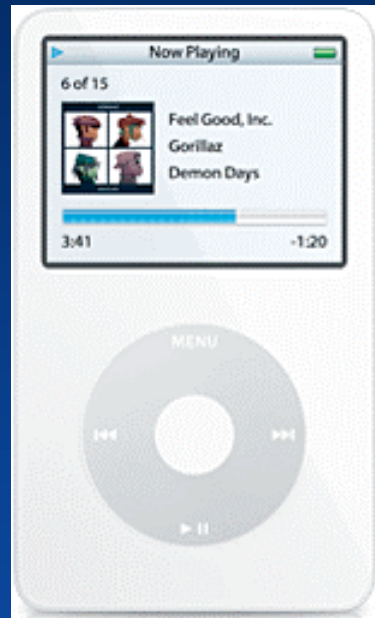 Now Playing
6 of 15
Feel Good, Inc.
Gorillaz
Demon Days
3:41 -1:20
MENU